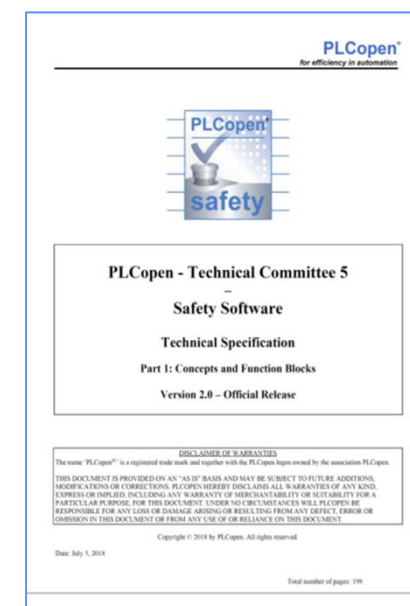 PLCopen®
for efficiency in automation
PLCopen®
safety
PLCopen - Technical Committee 5
–
Safety Software
Technical Specification
Part 1: Concepts and Function Blocks
Version 2.0 – Official Release
DISCLAIMER OF WARRANTIES
The name 'PLCopen®' is a registered trade mark and together with the PLCopen logos owned by the association PLCopen.
THIS DOCUMENT IS PROVIDED ON AN "AS IS" BASIS AND MAY BE SUBJECT TO FUTURE ADDITIONS,
MODIFICATIONS OR CORRECTIONS. PLCOPEN HEREBY DISCLAIMS ALL WARRANTIES OF ANY KIND,
EXPRESS OR IMPLIED, INCLUDING ANY WARRANTY OF MERCHANTABILITY OR SUITABILITY FOR A
PARTICULAR PURPOSE, FOR THIS DOCUMENT. UNDER NO CIRCUMSTANCES WILL PLCOPEN BE
RESPONSIBLE FOR ANY LOSS OR DAMAGE ARISING OR RESULTING FROM ANY DEFECT, ERROR OR
OMISSION IN THIS DOCUMENT OR FROM ANY USE OF OR RELIANCE ON THIS DOCUMENT.
Copyright © 2018 by PLCopen. All rights reserved.
Date: July 3, 2018
Total number of pages: 198